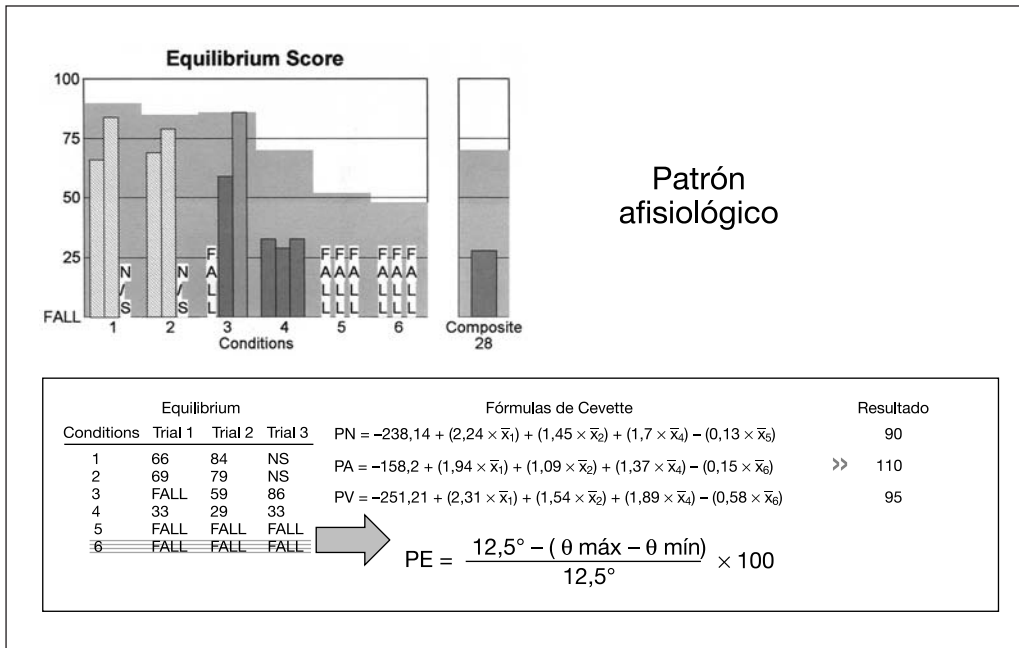 Equilibrium Score
100
75
50
25
FALL
N/S
N/S
FALL
FALL FALL FALL
FALL FALL FALL
1 2 3 4 5 6
Conditions
Composite
28
Patrón
afisiológico
Equilibrium
Conditions Trial 1 Trial 2 Trial 3
1 66 84 NS
2 69 79 NS
3 FALL 59 86
4 33 29 33
5 FALL FALL FALL
6 FALL FALL FALL
Fórmulas de Cevette
Resultado
PN = –238,14 + (2,24 × x̅₁) + (1,45 × x̅₂) + (1,7 × x̅₄) – (0,13 × x̅₅) 90
PA = –158,2 + (1,94 × x̅₁) + (1,09 × x̅₂) + (1,37 × x̅₄) – (0,15 × x̅₆) » 110
PV = –251,21 + (2,31 × x̅₁) + (1,54 × x̅₂) + (1,89 × x̅₄) – (0,58 × x̅₆) 95
12,5° – ( θ máx – θ mín)
PE = × 100
12,5°